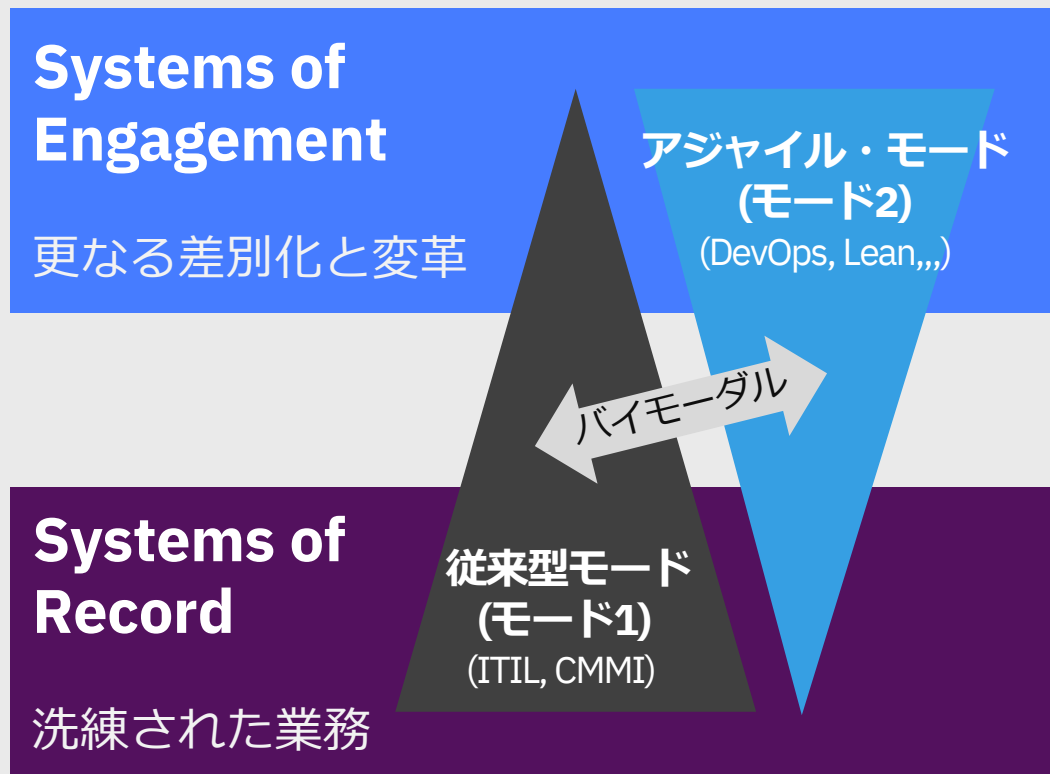 Systems of
Engagement
更なる差別化と変革
アジャイル・モード
(モード2)
(DevOps, Lean,,,)
バイモーダル
Systems of
Record
洗練された業務
従来型モード
(モード1)
(ITIL, CMMI)